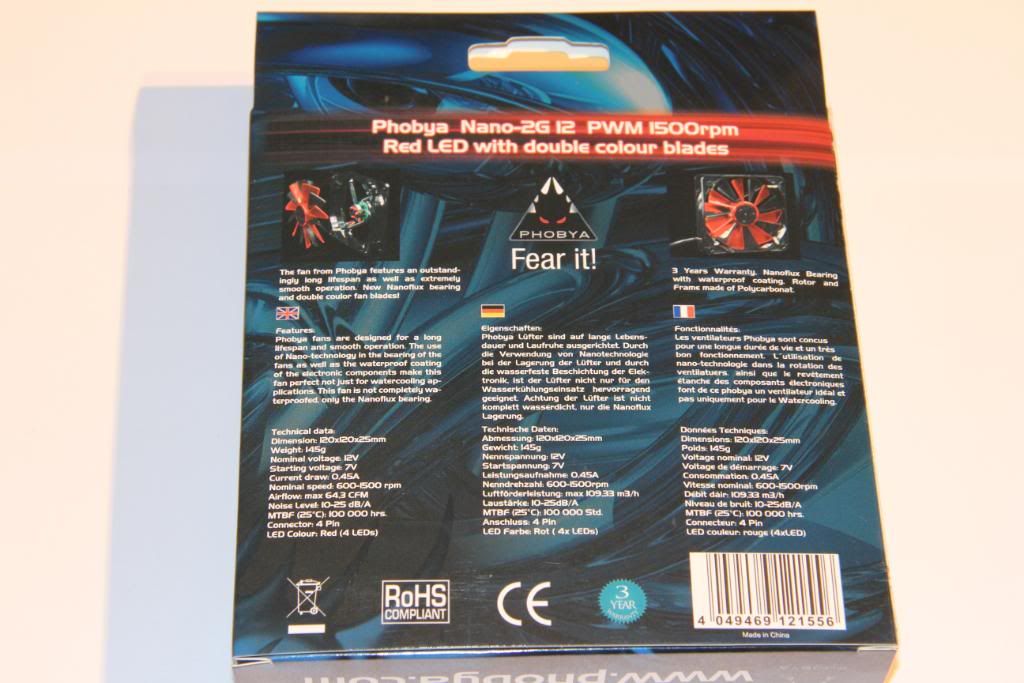 Phobya Nano-2G 12 PWM 1500rpm
Red LED with double colour blades
PHOBYA
Fear it!
The fan from Phobya features an outstand-
ingly long lifespan as well as extremely
smooth operation. New Nanoflux bearing
and double coulor fan blades!
3 Years Warranty, Nanoflux Bearing
with waterproof coating, Rotor and
Frame made of Polycarbonat.
Features:
Phobya fans are designed for a long
lifespan and smooth operation. The use
of Nano-technology in the bearing of the
fans as well as the waterproof coating
of the electronic components make this
fan perfect not just for watercooling ap-
plications. This fan is not completely wa-
terproofed, only the Nanoflux bearing.
Eigenschaften:
Phobya Lüfter sind auf lange Lebens-
dauer und Laufruhe ausgerichtet. Durch
die Verwendung von Nanotechnologie
bei der Lagerung der Lüfter und durch
die wasserfeste Beschichtung der Elek-
tronik, ist der Lüfter nicht nur für den
Wasserkühlungseinsatz hervorragend
geeignet. Achtung der Lüfter ist nicht
komplett wasserdicht, nur die Nanoflux
Lagerung.
Fonctionnalités:
Les ventilateurs Phobya sont concus
pour une longue durée de vie et un très
bon fonctionnement. L´utilisation de
nano-technologie dans la rotation des
ventilateurs ainsi que le revêtement
étanche des composants électroniques
font de ce phobya un ventilateur idéal et
pas uniquement pour le Watercooling.
Technical data:
Dimension: 120x120x25mm
Weight: 145g
Nominal voltage: 12V
Starting voltage: 7V
Current draw: 0,45A
Nominal speed: 600-1500 rpm
Airflow: max 64,3 CFM
Noise Level: 10-25 dB/A
MTBF (25°C): 100 000 hrs.
Connector: 4 Pin
LED Colour: Red (4 LEDs)
Technische Daten:
Abmessung: 120x120x25mm
Gewicht: 145g
Nennspannung: 12V
Startspannung: 7V
Leistungsaufnahme: 0.45A
Nenndrehzahl: 600-1500rpm
Luftförderleistung: max 109,33 m3/h
Laustärke: 10-25dB/A
MTBF (25°C): 100 000 Std.
Anschluss: 4 Pin
LED Farbe: Rot ( 4x LEDs)
Données Techniques:
Dimensions: 120x120x25mm
Poids: 145g
Voltage nominal: 12V
Voltage de démarrage: 7V
Consommation: 0.45A
Vitesse nominal: 600-1500rpm
Débit dáir: 109.33 m3/h
Niveau de bruit: 10-25dB/A
MTBF (25°C): 100 000 hrs.
Connecteur: 4 Pin
LED couleur: rouge (4xLED)
RoHS
COMPLIANT
CE
3
YEAR
WARRANTY
4 049469 121556
Made in China
www.phobya.com
PHOBYA